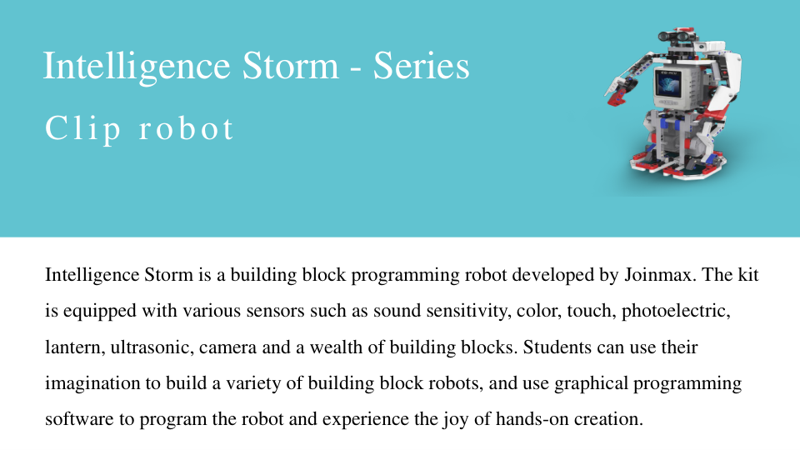 Intelligence Storm - Series
Clip robot
Intelligence Storm is a building block programming robot developed by Joinmax. The kit
is equipped with various sensors such as sound sensitivity, color, touch, photoelectric,
lantern, ultrasonic, camera and a wealth of building blocks. Students can use their
imagination to build a variety of building block robots, and use graphical programming
software to program the robot and experience the joy of hands-on creation.